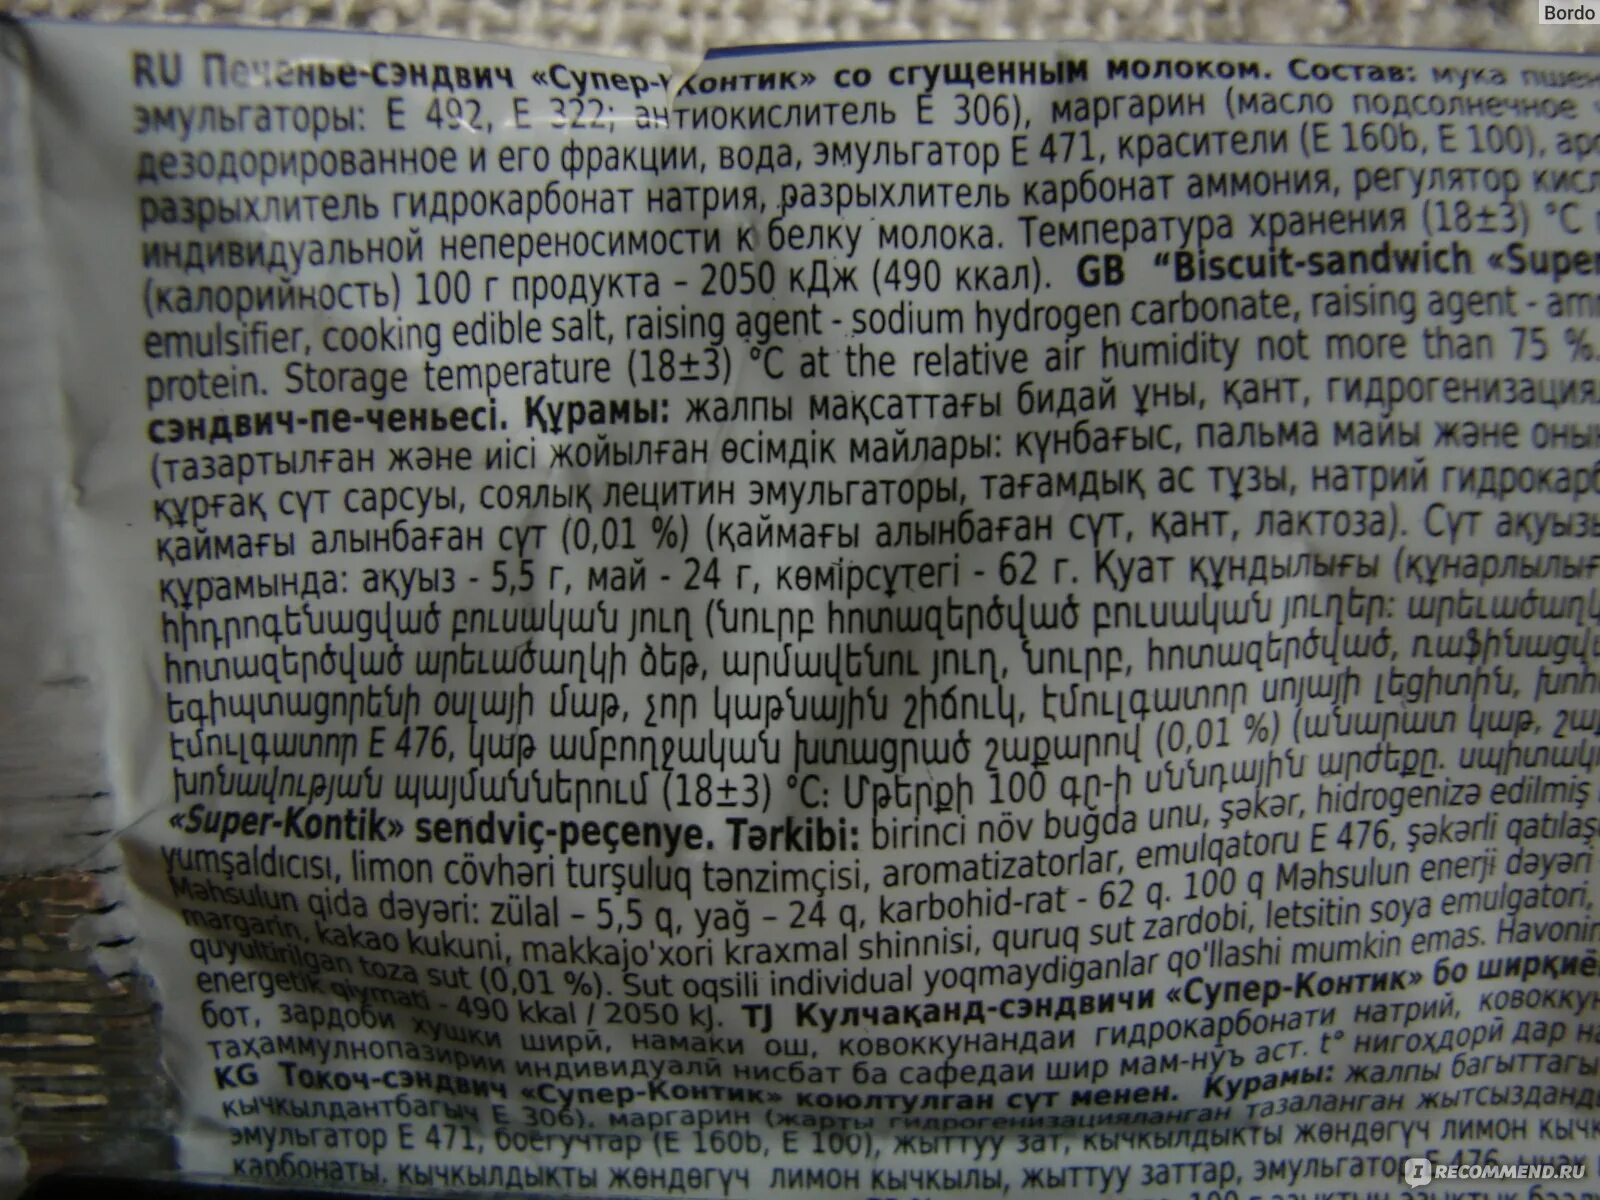 Bordo
RU Печенье-сэндвич «Супер-Контик» со сгущенным молоком. Состав: мука
эмульгаторы: Е 492, Е 322; антиокислитель Е 306), маргарин (масло подсолнечное
дезодорированное и его фракции, вода, эмульгатор Е 471, красители (Е 160b, Е 100),
разрыхлитель гидрокарбонат натрия, разрыхлитель карбонат аммония, регулятор
индивидуальной непереносимости к белку молока. Температура хранения (18±3) °С
(калорийность) 100 г продукта – 2050 кДж (490 ккал). GB “Biscuit-sandwich «Super
emulsifier, cooking edible salt, raising agent - sodium hydrogen carbonate, raising agent -
protein. Storage temperature (18±3) °C at the relative air humidity not more than 75 %.
сэндвич-пе-ченьесі. Құрамы: жалпы мақсаттағы бидай ұны, қант,
(тазартылған және иісі жойылған өсімдік майлары: күнбағыс, пальма майы және
құрғақ сүт сарсуы, соялық лецитин эмульгаторы, тағамдық ас тұзы, натрий
қаймағы алынбаған сүт (0,01 %) (қаймағы алынбаған сүт, қант, лактоза). Сүт
құрамында: ақуыз - 5,5 г, май - 24 г, көмірсутегі - 62 г. Қуат құндылығы
հիդրոգենացված բուսական յուղ (նուրբ հոտազերծված բուսական յուղեր:
հոտազերծված արեւածաղկի ձեթ, արմավենու յուղ, նուրբ, հոտազերծված,
եգիպտացորենի օսլայի մաթ, չոր կաթնային շիճուկ, էմուլգատոր սոյայի լեցիտին,
էմուլգատոր E 476, կաթ ամբողջական խտացրած շաքարով (0,01 %) (անարատ կաթ,
խոնավության պայմաններում (18±3) °C: Մթերքի 100 գր-ի սննդային արժեքը.
«Super-Kontik» sendviç-peçenye. Tərkibi: birinci növ buğda unu, şəkər, hidrogenizə edilmiş
yumşaldıcısı, limon cövhəri turşuluq tənzimçisi, aromatizatorlar, emulqatoru E 476, şəkərli
Məhsulun qida dəyəri: zülal – 5,5 q, yağ – 24 q, karbohid-rat - 62 q. 100 q Məhsulun enerji dəyəri
margarin, kakao kukuni, makkajo'xori kraxmal shinnisi, quruq sut zardobi, letsitin soya emulgatori,
quyultirilgan toza sut (0,01 %). Sut oqsili individual yoqmaydiganlar qo'llashi mumkin emas.
energetik qiymati - 490 kkal / 2050 kJ. TJ Кулчақанд-сэндвичи «Супер-Контик» бо
бот, зардоби хушки ширӣ, намаки ош, ковоккунандаи гидрокарбонати натрий,
таҳаммулнопазирии индивидуалӣ нисбат ба сафедаи шир мам-нӯъ аст. t° нигоҳдорӣ дар
KG Токоч-сэндвич «Супер-Контик» коюлтулган сүт менен. Курамы: жалпы
кычкылдантбагыч Е 306), маргарин (жарты гидрогенизацияланган тазаланган
эмульгатор Е 471, боёгучтар (Е 160b, Е 100), жыттуу зат, кычкылдыкты жөндөгүч лимон
карбонаты, кычкылдыкты жөндөгүч лимон кычкылы, жыттуу заттар, эмульгатор Е 476,
IRECOMMEND.RU